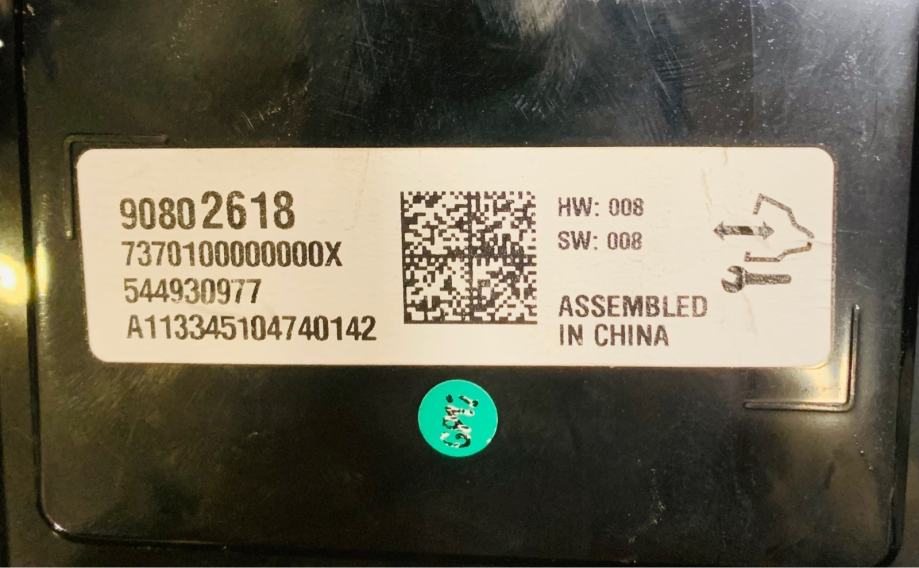 90802618
7370100000000X
544930977
A113345104740142
HW: 008
SW: 008
ASSEMBLED
IN CHINA